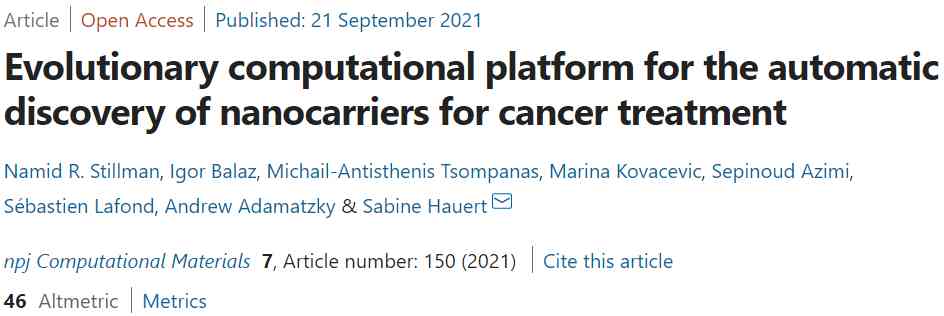 Article | Open Access | Published: 21 September 2021
Evolutionary computational platform for the automatic
discovery of nanocarriers for cancer treatment
Namid R. Stillman, Igor Balaz, Michail-Antisthenis Tsompanas, Marina Kovacevic, Sepinoud Azimi,
Sébastien Lafond, Andrew Adamatzky & Sabine Hauert
npj Computational Materials 7, Article number: 150 (2021) | Cite this article
46 Altmetric | Metrics